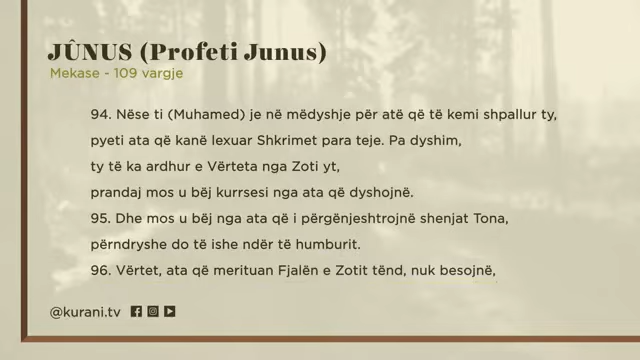 JÛNUS (Profeti Junus)
Mekase - 109 vargje
94. Nëse ti (Muhamed) je në mëdyshje për atë që të kemi shpallur ty,
pyeti ata që kanë lexuar Shkrimet para teje. Pa dyshim,
ty të ka ardhur e Vërteta nga Zoti yt,
prandaj mos u bëj kurrsesi nga ata që dyshojnë.
95. Dhe mos u bëj nga ata që i përgënjeshtrojnë shenjat Tona,
përndryshe do të ishe ndër të humburit.
96. Vërtet, ata që merituan Fjalën e Zotit tënd, nuk besojnë,
@kurani.tv